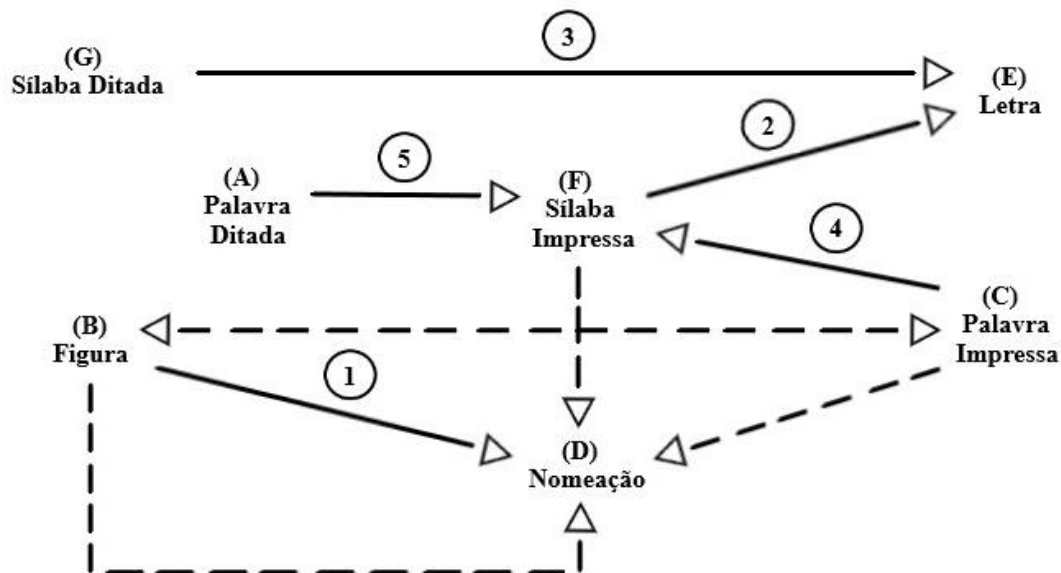 3
(G)
Sílaba Ditada
(E)
Letra
2
5
(A)
Palavra
Ditada
(F)
Sílaba
Impressa
4
(B)
Figura
(C)
Palavra
Impressa
1
(D)
Nomeação